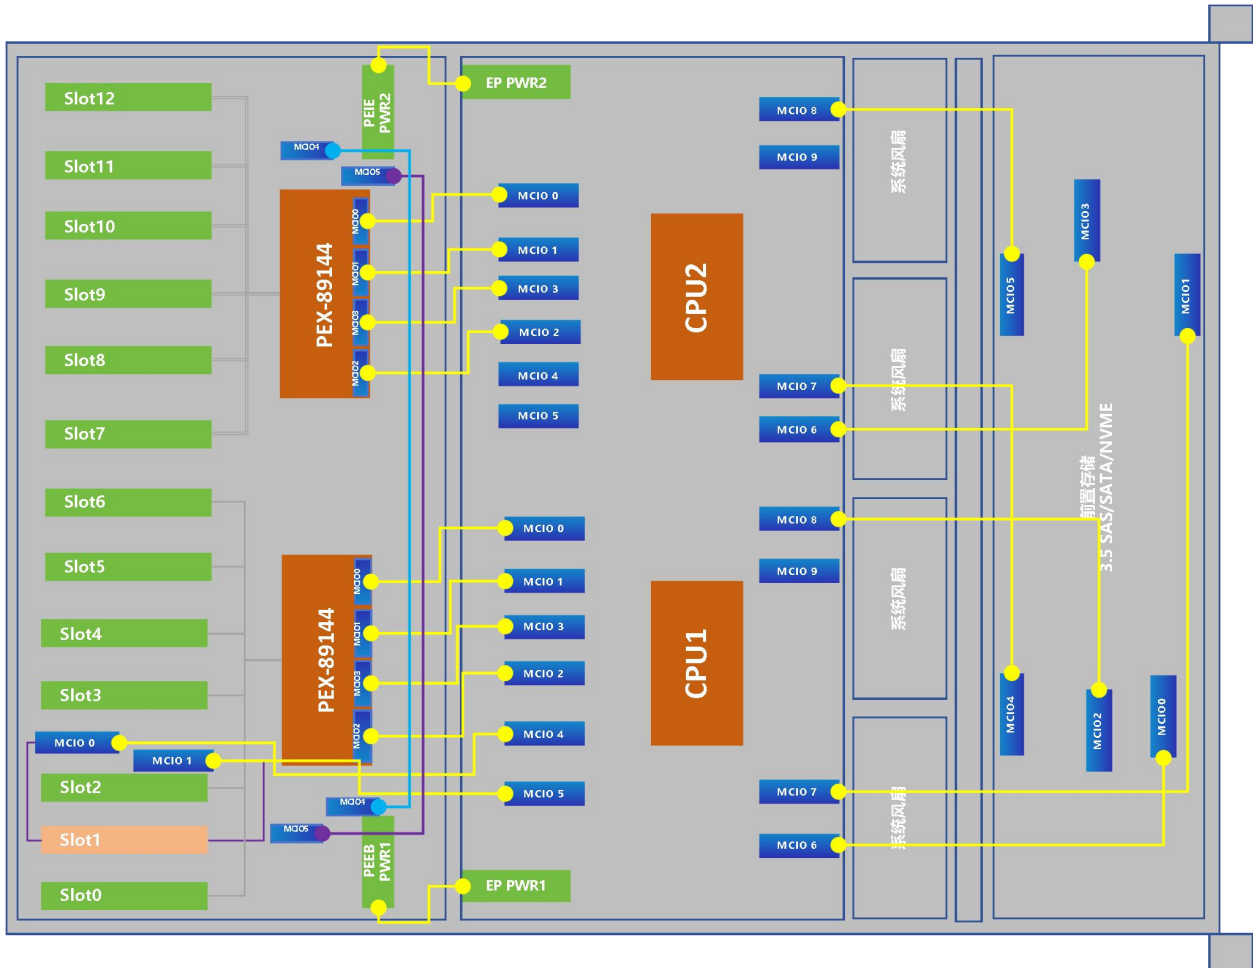 Slot12
Slot11
Slot10
Slot9
Slot8
Slot7
Slot6
Slot5
Slot4
Slot3
MCIO 0
MCIO 1
Slot2
Slot1
Slot0
PEIE
PWR2
MCIO4
MCIO5
PEX-89144
MCIO0
MCIO1
MCIO3
MCIO2
PEX-89144
MCIO0
MCIO1
MCIO3
MCIO2
MCIO4
MCIO5
PEEB
PWR1
EP PWR2
MCIO 0
MCIO 1
MCIO 3
MCIO 2
MCIO 4
MCIO 5
MCIO 0
MCIO 1
MCIO 3
MCIO 2
MCIO 4
MCIO 5
EP PWR1
CPU2
CPU1
MCIO 8
MCIO 9
MCIO 7
MCIO 6
MCIO 8
MCIO 9
MCIO 7
MCIO 6
系统风扇
系统风扇
系统风扇
系统风扇
MCIO5
MCIO3
MCIO1
前置存储
3.5 SAS/SATA/NVME
MCIO4
MCIO2
MCIO0